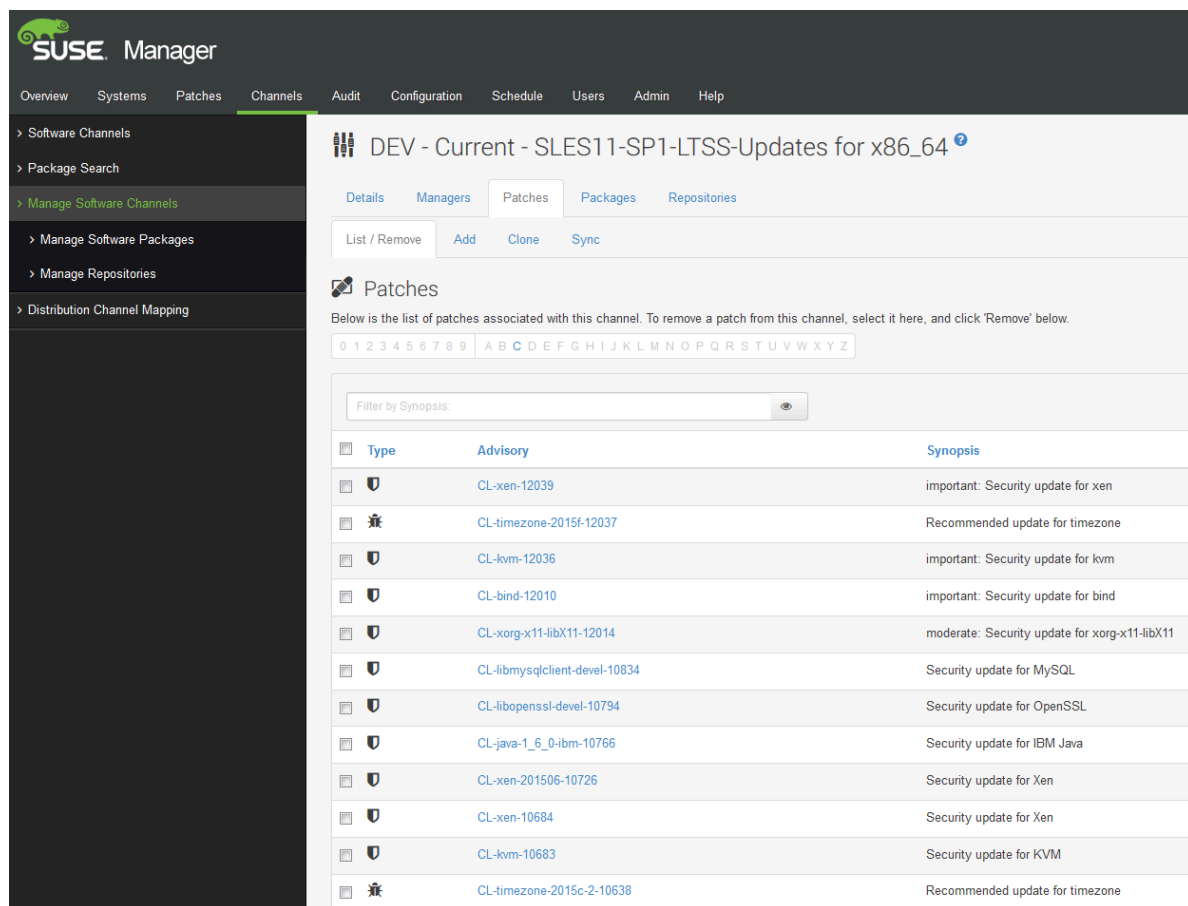 SUSE. Manager
Overview Systems Patches Channels Audit Configuration Schedule Users Admin Help
> Software Channels
> Package Search
> Manage Software Channels
> Manage Software Packages
> Manage Repositories
> Distribution Channel Mapping
DEV - Current - SLES11-SP1-LTSS-Updates for x86_64 ?
Details Managers Patches Packages Repositories
List / Remove Add Clone Sync
Patches
Below is the list of patches associated with this channel. To remove a patch from this channel, select it here, and click 'Remove' below.
0 1 2 3 4 5 6 7 8 9 A B C D E F G H I J K L M N O P Q R S T U V W X Y Z
Filter by Synopsis:
Type Advisory Synopsis
CL-xen-12039 important: Security update for xen
CL-timezone-2015f-12037 Recommended update for timezone
CL-kvm-12036 important: Security update for kvm
CL-bind-12010 important: Security update for bind
CL-xorg-x11-libX11-12014 moderate: Security update for xorg-x11-libX11
CL-libmysqlclient-devel-10834 Security update for MySQL
CL-libopenssl-devel-10794 Security update for OpenSSL
CL-java-1_6_0-ibm-10766 Security update for IBM Java
CL-xen-201506-10726 Security update for Xen
CL-xen-10684 Security update for Xen
CL-kvm-10683 Security update for KVM
CL-timezone-2015c-2-10638 Recommended update for timezone